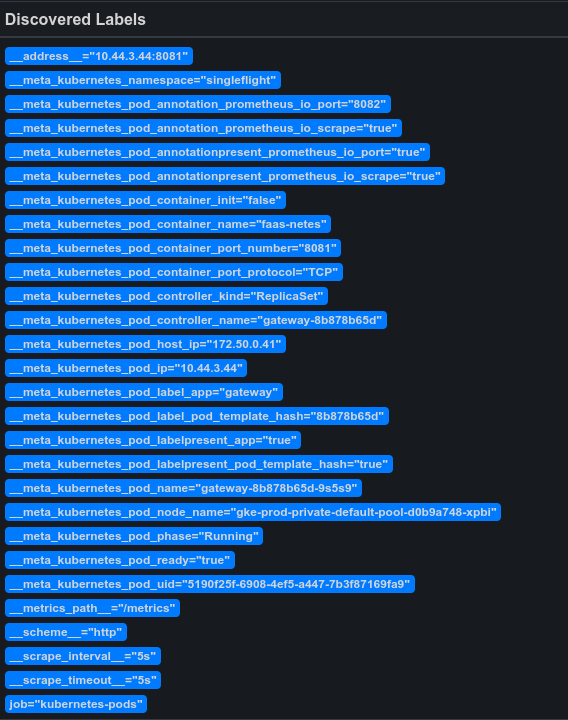 Discovered Labels
__address__="10.44.3.44:8081"
__meta_kubernetes_namespace="singleflight"
__meta_kubernetes_pod_annotation_prometheus_io_port="8082"
__meta_kubernetes_pod_annotation_prometheus_io_scrape="true"
__meta_kubernetes_pod_annotationpresent_prometheus_io_port="true"
__meta_kubernetes_pod_annotationpresent_prometheus_io_scrape="true"
__meta_kubernetes_pod_container_init="false"
__meta_kubernetes_pod_container_name="faas-netes"
__meta_kubernetes_pod_container_port_number="8081"
__meta_kubernetes_pod_container_port_protocol="TCP"
__meta_kubernetes_pod_controller_kind="ReplicaSet"
__meta_kubernetes_pod_controller_name="gateway-8b878b65d"
__meta_kubernetes_pod_host_ip="172.50.0.41"
__meta_kubernetes_pod_ip="10.44.3.44"
__meta_kubernetes_pod_label_app="gateway"
__meta_kubernetes_pod_label_pod_template_hash="8b878b65d"
__meta_kubernetes_pod_labelpresent_app="true"
__meta_kubernetes_pod_labelpresent_pod_template_hash="true"
__meta_kubernetes_pod_name="gateway-8b878b65d-9s5s9"
__meta_kubernetes_pod_node_name="gke-prod-private-default-pool-d0b9a748-xpbi"
__meta_kubernetes_pod_phase="Running"
__meta_kubernetes_pod_ready="true"
__meta_kubernetes_pod_uid="5190f25f-6908-4ef5-a447-7b3f87169fa9"
__metrics_path__="/metrics"
__scheme__="http"
__scrape_interval__="5s"
__scrape_timeout__="5s"
job="kubernetes-pods"